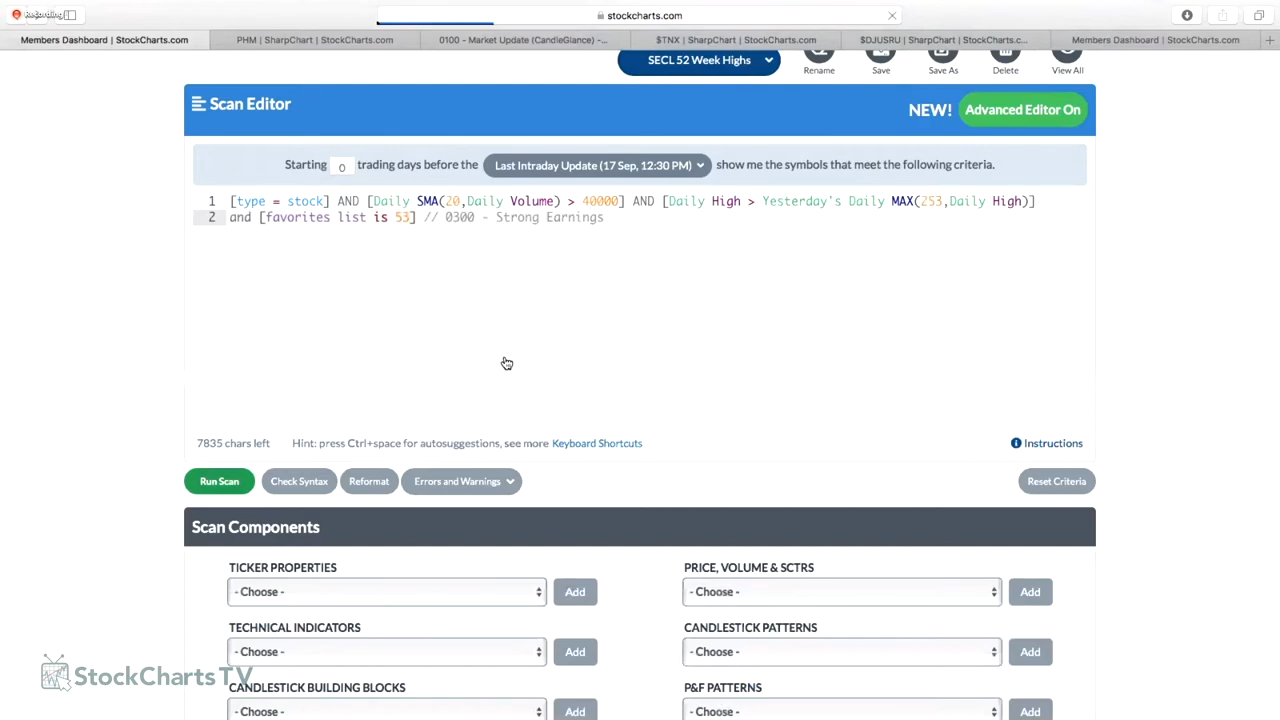 Recording
stockcharts.com
Members Dashboard | StockCharts.com
PHM | SharpChart | StockCharts.com
0100 - Market Update (CandleGlance) -...
$TNX | SharpChart | StockCharts.com
$DJUSRU | SharpChart | StockCharts.c...
Members Dashboard | StockCharts.com
SECL 52 Week Highs
Rename
Save
Save As
Delete
View All
Scan Editor
NEW! Advanced Editor On
Starting 0 trading days before the Last Intraday Update (17 Sep, 12:30 PM) show me the symbols that meet the following criteria.
1 [type = stock] AND [Daily SMA(20,Daily Volume) > 40000] AND [Daily High > Yesterday's Daily MAX(253,Daily High)]
2 and [favorites list is 53] // 0300 - Strong Earnings
7835 chars left Hint: press Ctrl+space for autosuggestions, see more Keyboard Shortcuts
Instructions
Run Scan
Check Syntax
Reformat
Errors and Warnings
Reset Criteria
Scan Components
TICKER PROPERTIES
- Choose -
Add
PRICE, VOLUME & SCTRS
- Choose -
Add
TECHNICAL INDICATORS
- Choose -
Add
CANDLESTICK PATTERNS
- Choose -
Add
StockChartsTV
CANDLESTICK BUILDING BLOCKS
- Choose -
Add
P&F PATTERNS
- Choose -
Add